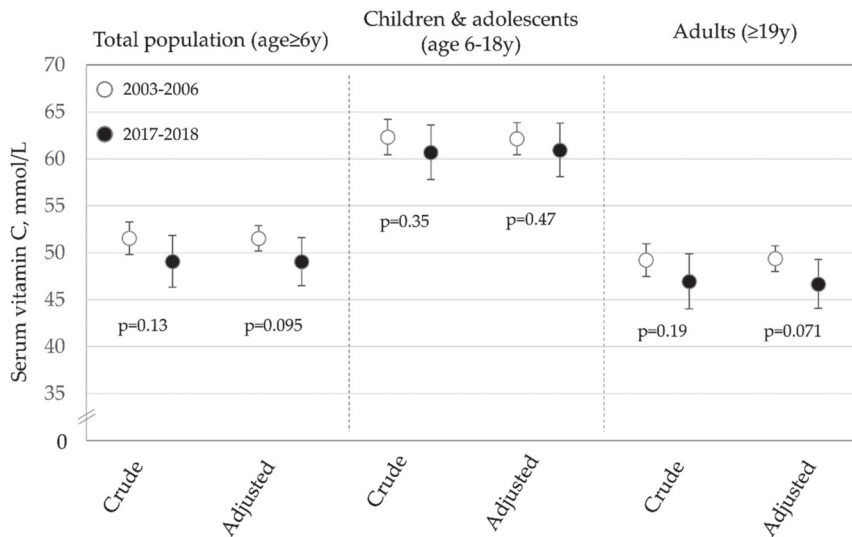 Total population (age≥6y)
Children & adolescents
(age 6-18y)
Adults (≥19y)
Serum vitamin C, mmol/L
70
65
60
55
50
45
40
35
0
2003-2006
2017-2018
p=0.13
p=0.095
p=0.35
p=0.47
p=0.19
p=0.071
Crude
Adjusted
Crude
Adjusted
Crude
Adjusted